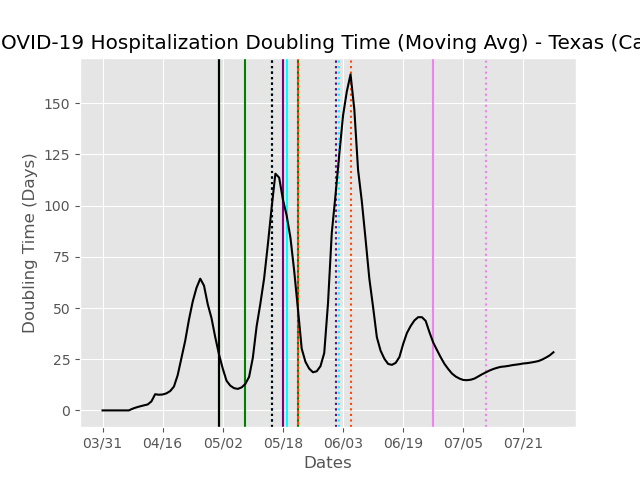 OVID-19 Hospitalization Doubling Time (Moving Avg) - Texas (Ca
150
125
100
75
50
25
0
Doubling Time (Days)
03/31 04/16 05/02 05/18 06/03 06/19 07/05 07/21
Dates